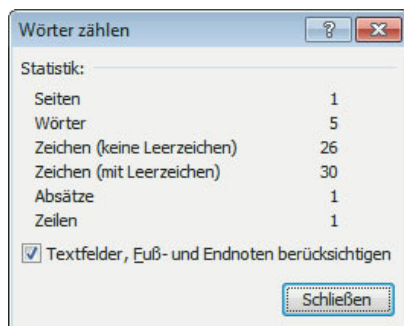 Wörter zählen
Statistik:
Seiten 1
Wörter 5
Zeichen (keine Leerzeichen) 26
Zeichen (mit Leerzeichen) 30
Absätze 1
Zeilen 1
Textfelder, Fuß- und Endnoten berücksichtigen
Schließen